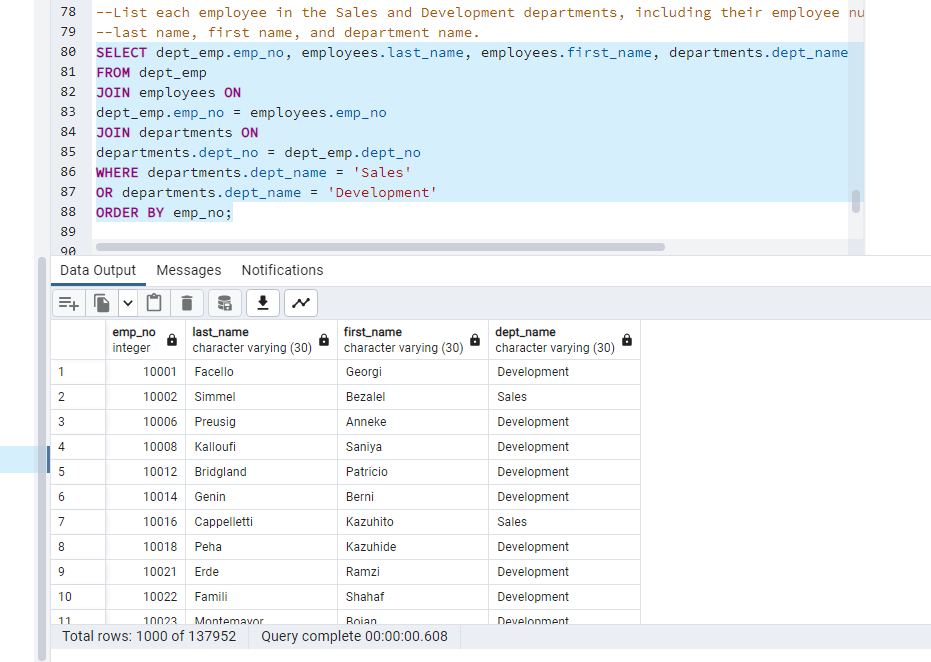 78 --List each employee in the Sales and Development departments, including their employee nu
79 --last name, first name, and department name.
80 SELECT dept_emp.emp_no, employees.last_name, employees.first_name, departments.dept_name
81 FROM dept_emp
82 JOIN employees ON
83 dept_emp.emp_no = employees.emp_no
84 JOIN departments ON
85 departments.dept_no = dept_emp.dept_no
86 WHERE departments.dept_name = 'Sales'
87 OR departments.dept_name = 'Development'
88 ORDER BY emp_no;
89
90
Data Output Messages Notifications
emp_no last_name first_name dept_name
integer character varying (30) character varying (30) character varying (30)
1 10001 Facello Georgi Development
2 10002 Simmel Bezalel Sales
3 10006 Preusig Anneke Development
4 10008 Kalloufi Saniya Development
5 10012 Bridgland Patricio Development
6 10014 Genin Berni Development
7 10016 Cappelletti Kazuhito Sales
8 10018 Peha Kazuhide Development
9 10021 Erde Ramzi Development
10 10022 Famili Shahaf Development
11 10023 Montemayor Bojan Development
Total rows: 1000 of 137952 Query complete 00:00:00.608